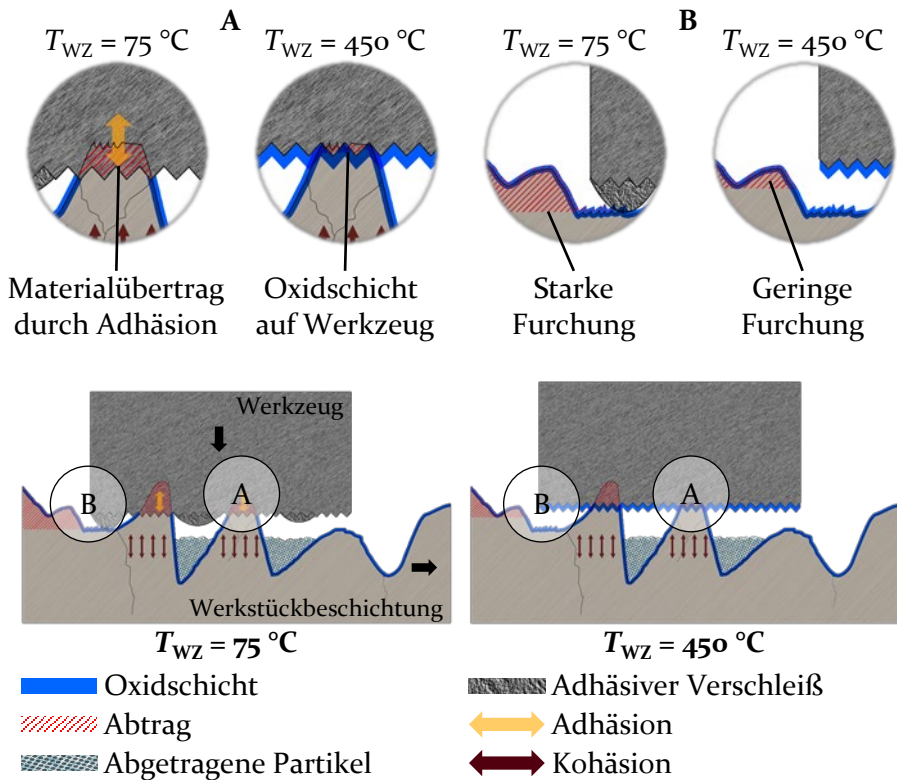 A
B
T_WZ = 75 °C
T_WZ = 450 °C
T_WZ = 75 °C
T_WZ = 450 °C
Materialübertrag
durch Adhäsion
Oxidschicht
auf Werkzeug
Starke
Furchung
Geringe
Furchung
Werkzeug
B
A
Werkstückbeschichtung
B
A
T_WZ = 75 °C
T_WZ = 450 °C
Oxidschicht
Abtrag
Abgetragene Partikel
Adhäsiver Verschleiß
Adhäsion
Kohäsion